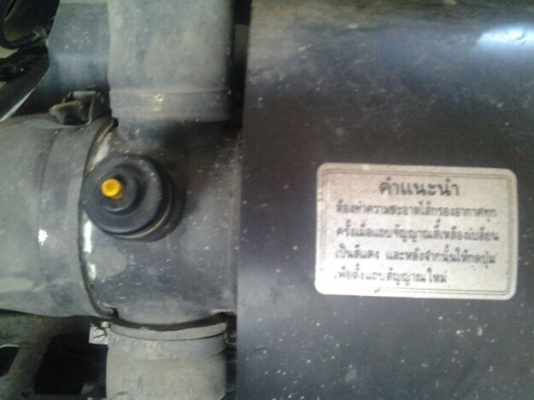 คำแนะนำ
ต้องทำความสะอาดไส้กรองอากาศทุก
ครั้งเมื่อแถบสัญญาณสีเหลืองเปลี่ยน
เป็นสีแดง และหลังจากนั้นให้กดปุ่ม
เพื่อตั้งแถบสัญญาณใหม่